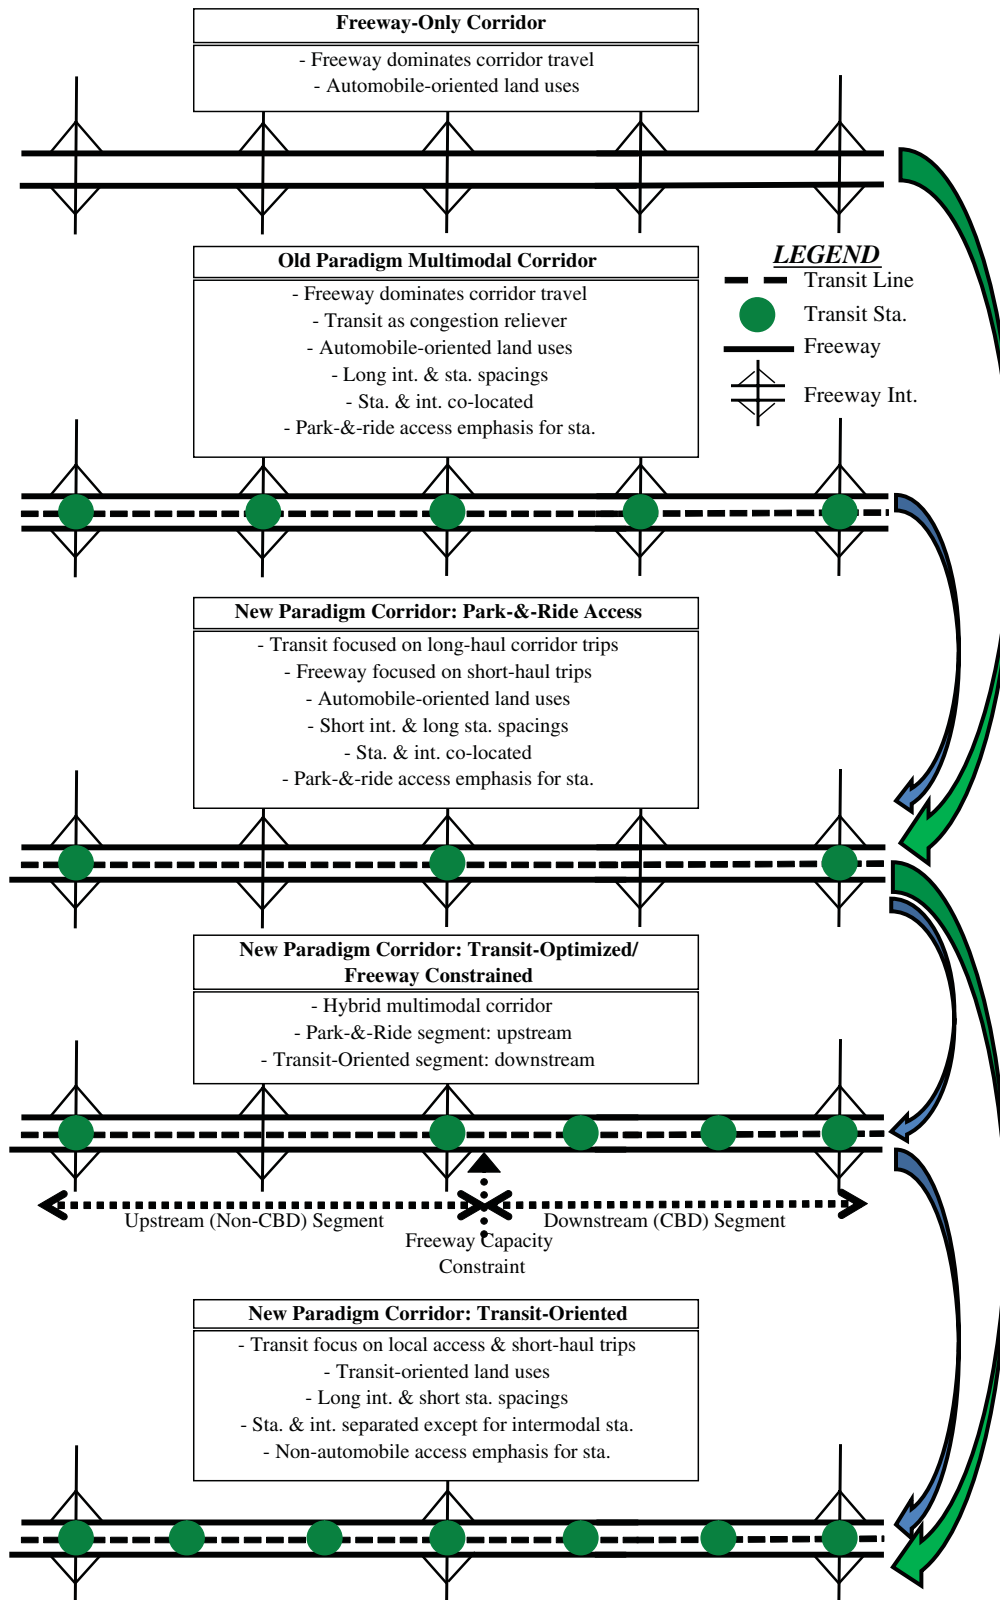 Freeway-Only Corridor
- Freeway dominates corridor travel
- Automobile-oriented land uses
Old Paradigm Multimodal Corridor
- Freeway dominates corridor travel
- Transit as congestion reliever
- Automobile-oriented land uses
- Long int. & sta. spacings
- Sta. & int. co-located
- Park-&-ride access emphasis for sta.
LEGEND
Transit Line
Transit Sta.
Freeway
Freeway Int.
New Paradigm Corridor: Park-&-Ride Access
- Transit focused on long-haul corridor trips
- Freeway focused on short-haul trips
- Automobile-oriented land uses
- Short int. & long sta. spacings
- Sta. & int. co-located
- Park-&-ride access emphasis for sta.
New Paradigm Corridor: Transit-Optimized/
Freeway Constrained
- Hybrid multimodal corridor
- Park-&-Ride segment: upstream
- Transit-Oriented segment: downstream
Upstream (Non-CBD) Segment
Downstream (CBD) Segment
Freeway Capacity
Constraint
New Paradigm Corridor: Transit-Oriented
- Transit focus on local access & short-haul trips
- Transit-oriented land uses
- Long int. & short sta. spacings
- Sta. & int. separated except for intermodal sta.
- Non-automobile access emphasis for sta.